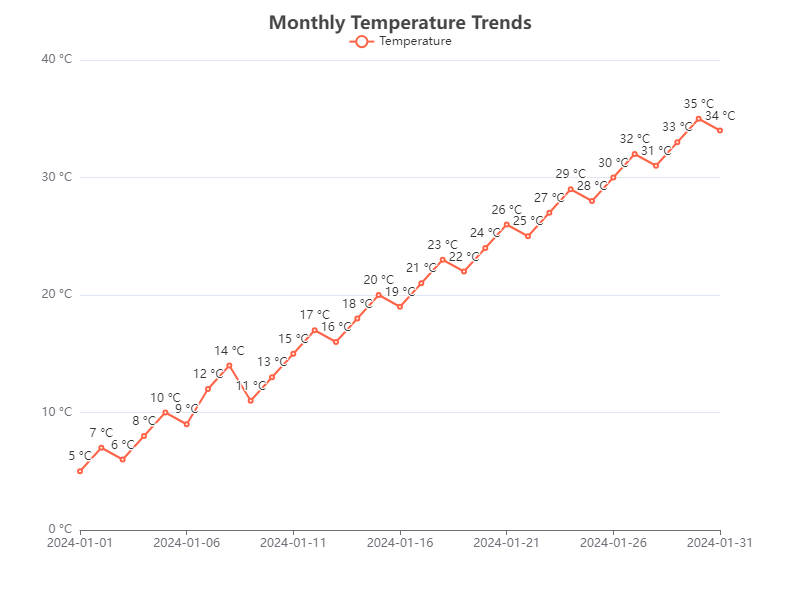 Monthly Temperature Trends
Temperature
40 °C
30 °C
20 °C
10 °C
0 °C
5 °C
7 °C
6 °C
8 °C
10 °C
9 °C
12 °C
14 °C
11 °C
13 °C
15 °C
17 °C
16 °C
18 °C
20 °C
19 °C
21 °C
23 °C
22 °C
24 °C
26 °C
25 °C
27 °C
29 °C
28 °C
30 °C
32 °C
31 °C
33 °C
35 °C
34 °C
2024-01-01
2024-01-06
2024-01-11
2024-01-16
2024-01-21
2024-01-26
2024-01-31